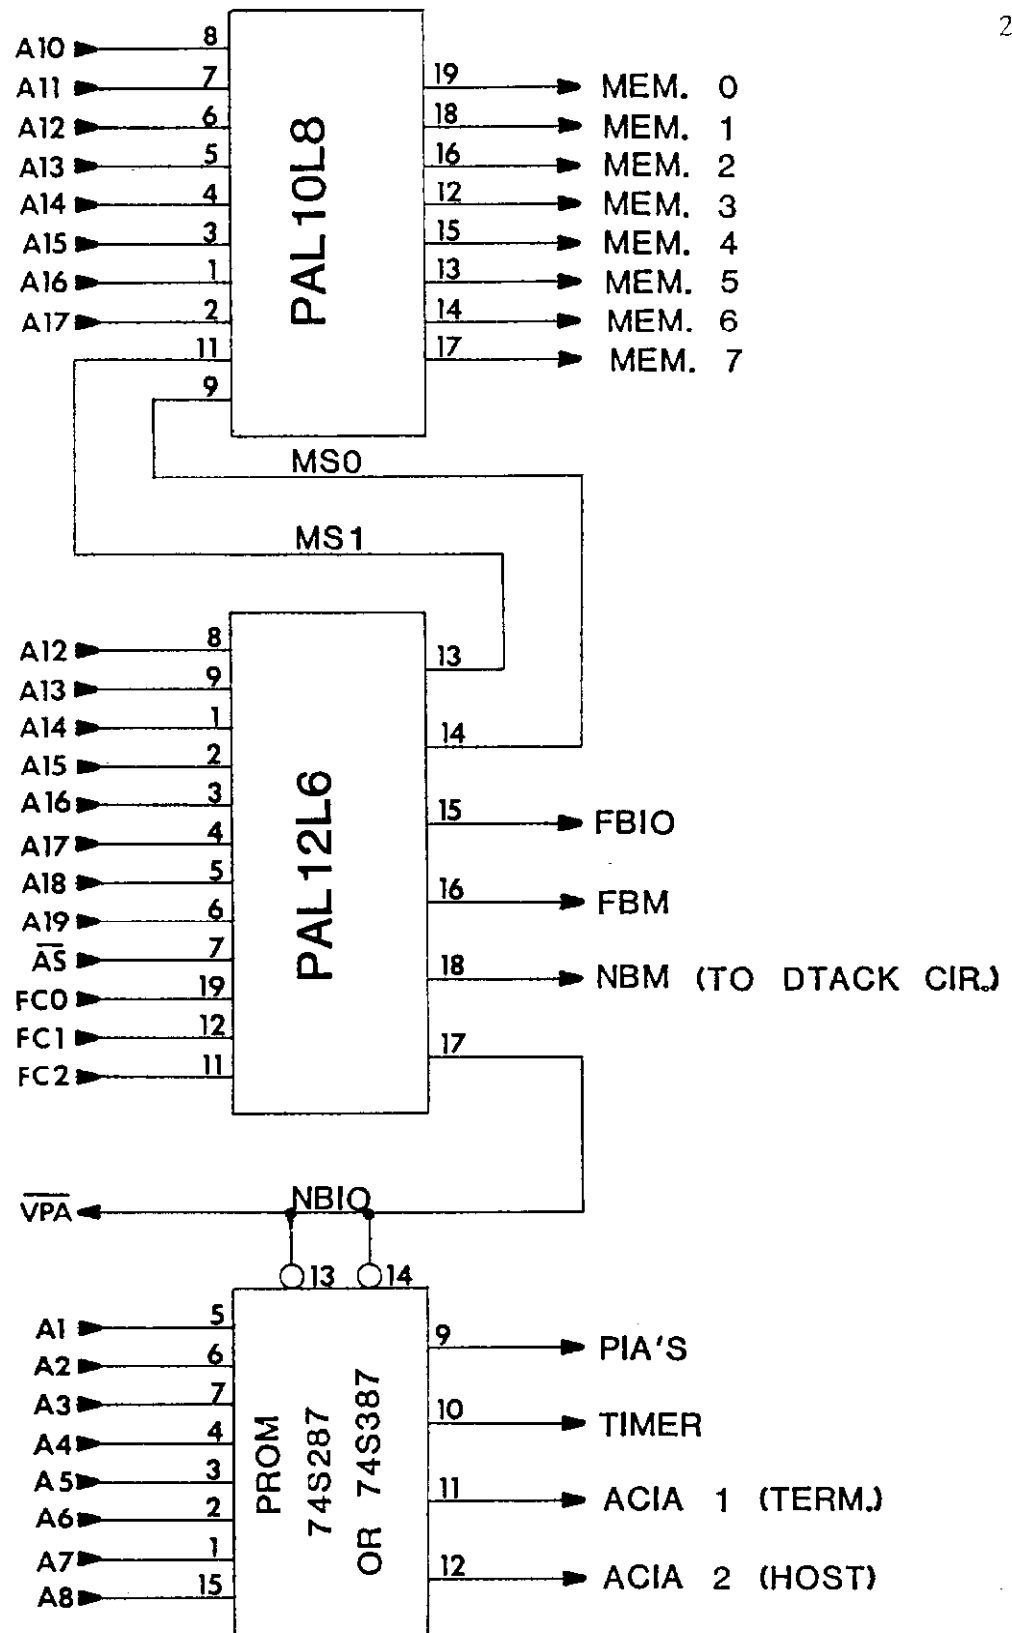 2
A10 8
A11 7
A12 6
A13 5
A14 4
A15 3
A16 1
A17 2
11
9
PAL10L8
19 MEM. 0
18 MEM. 1
16 MEM. 2
12 MEM. 3
15 MEM. 4
13 MEM. 5
14 MEM. 6
17 MEM. 7
MS0
MS1
A12 8
A13 9
A14 1
A15 2
A16 3
A17 4
A18 5
A19 6
A̅S̅ 7
FC0 19
FC1 12
FC2 11
PAL12L6
13
14
15 FBIO
16 FBM
18 NBM (TO DTACK CIR.)
17
V̅P̅A̅ NBIO
13 14
A1 5
A2 6
A3 7
A4 4
A5 3
A6 2
A7 1
A8 15
PROM
74S287
OR 74S387
9 PIA'S
10 TIMER
11 ACIA 1 (TERM.)
12 ACIA 2 (HOST)